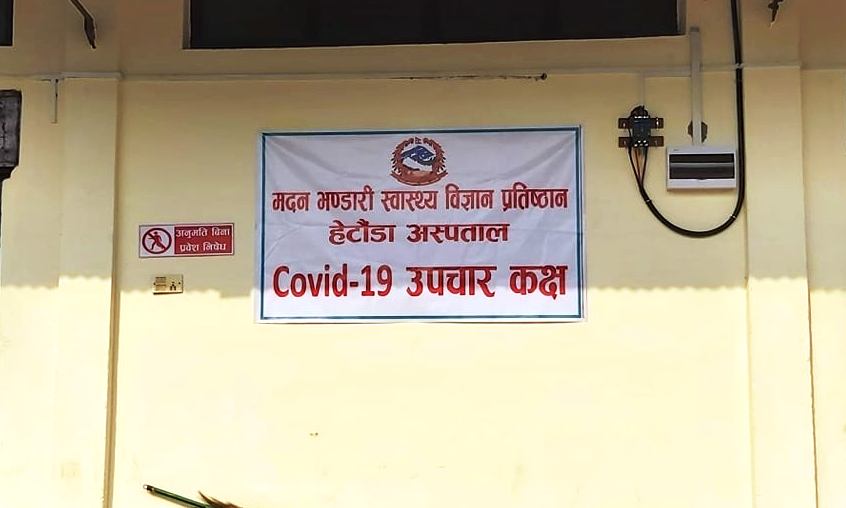 मदन भण्डारी स्वास्थ्य विज्ञान प्रतिष्ठान
हेटौंडा अस्पताल
Covid-19 उपचार कक्ष
अनुमति बिना
प्रवेश निषेध